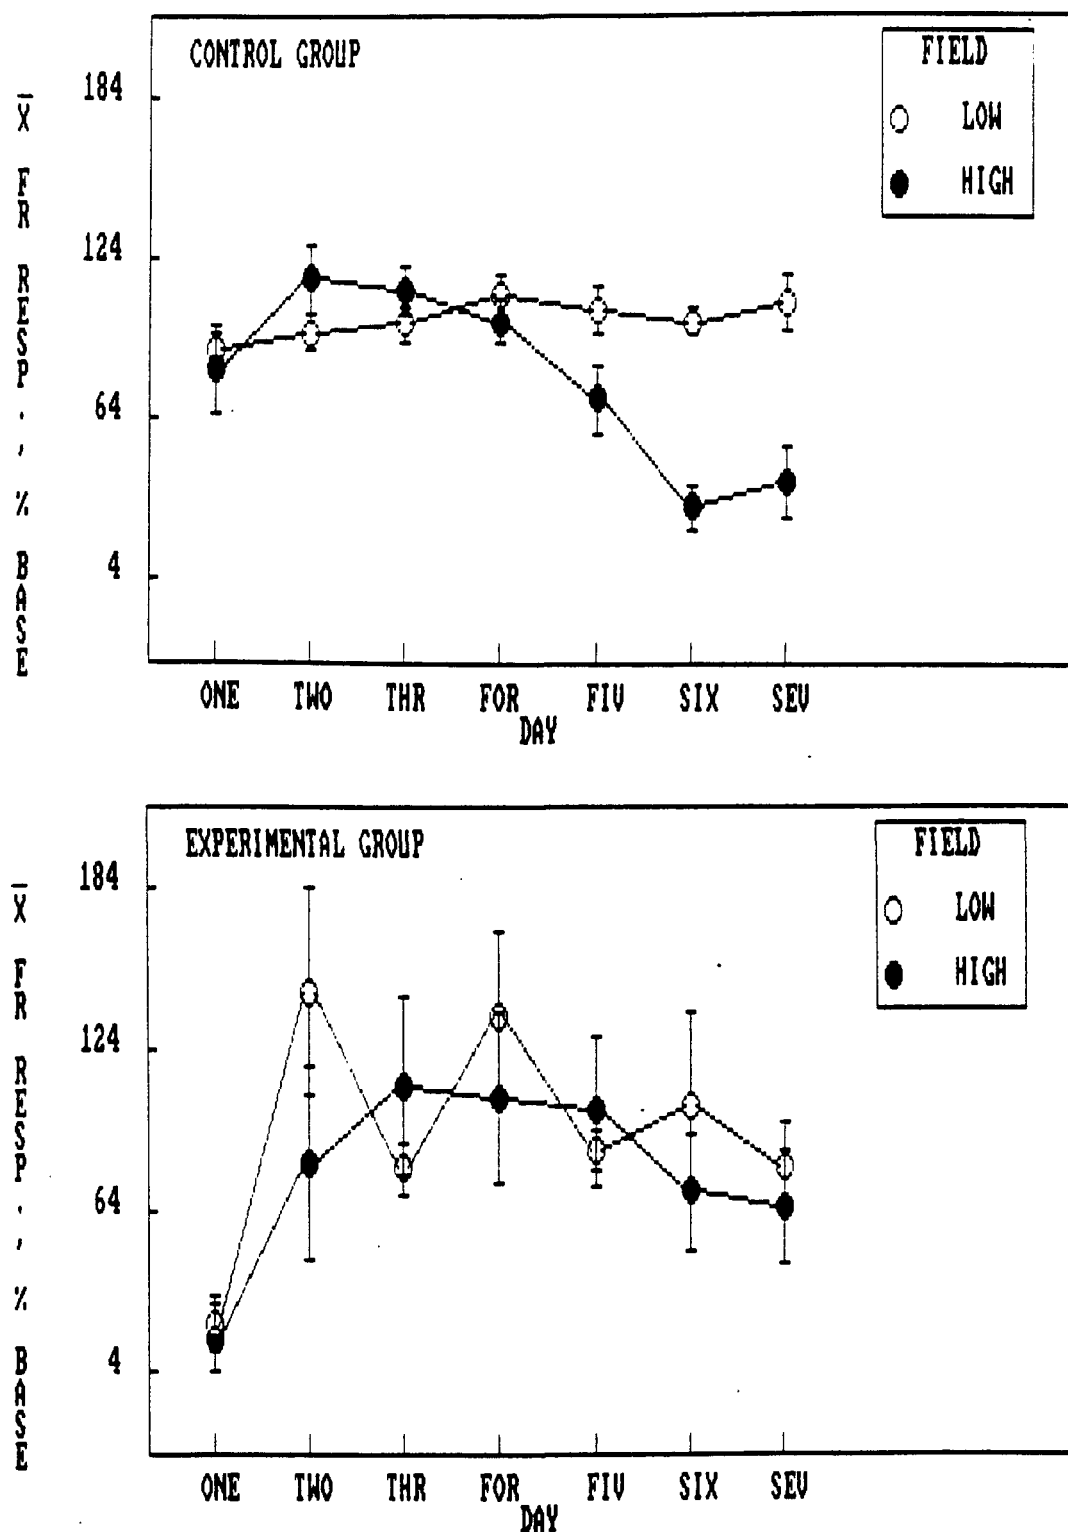 CONTROL GROUP
FIELD
LOW
HIGH
X̄ FR RESP., % BASE
184
124
64
4
ONE TWO THR FOR FIV SIX SEV
DAY
EXPERIMENTAL GROUP
FIELD
LOW
HIGH
X̄ FR RESP., % BASE
184
124
64
4
ONE TWO THR FOR FIV SIX SEV
DAY